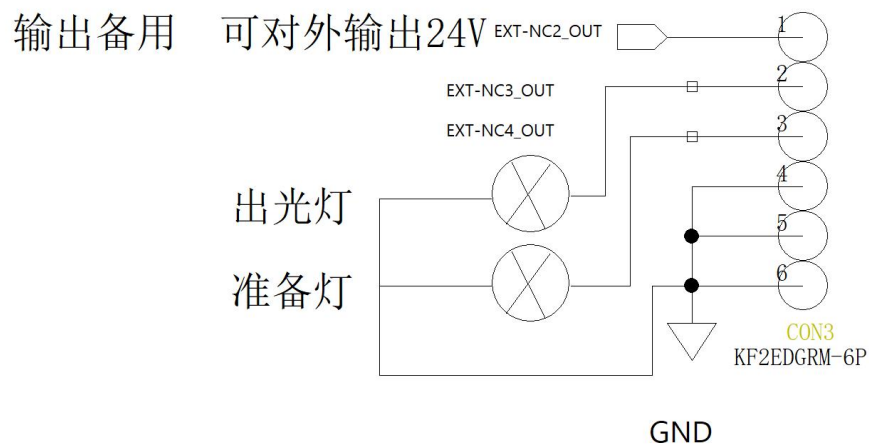 输出备用 可对外输出24V EXT-NC2_OUT
1
EXT-NC3_OUT
2
EXT-NC4_OUT
3
出光灯
4
5
准备灯
6
CON3
KF2EDGRM-6P
GND